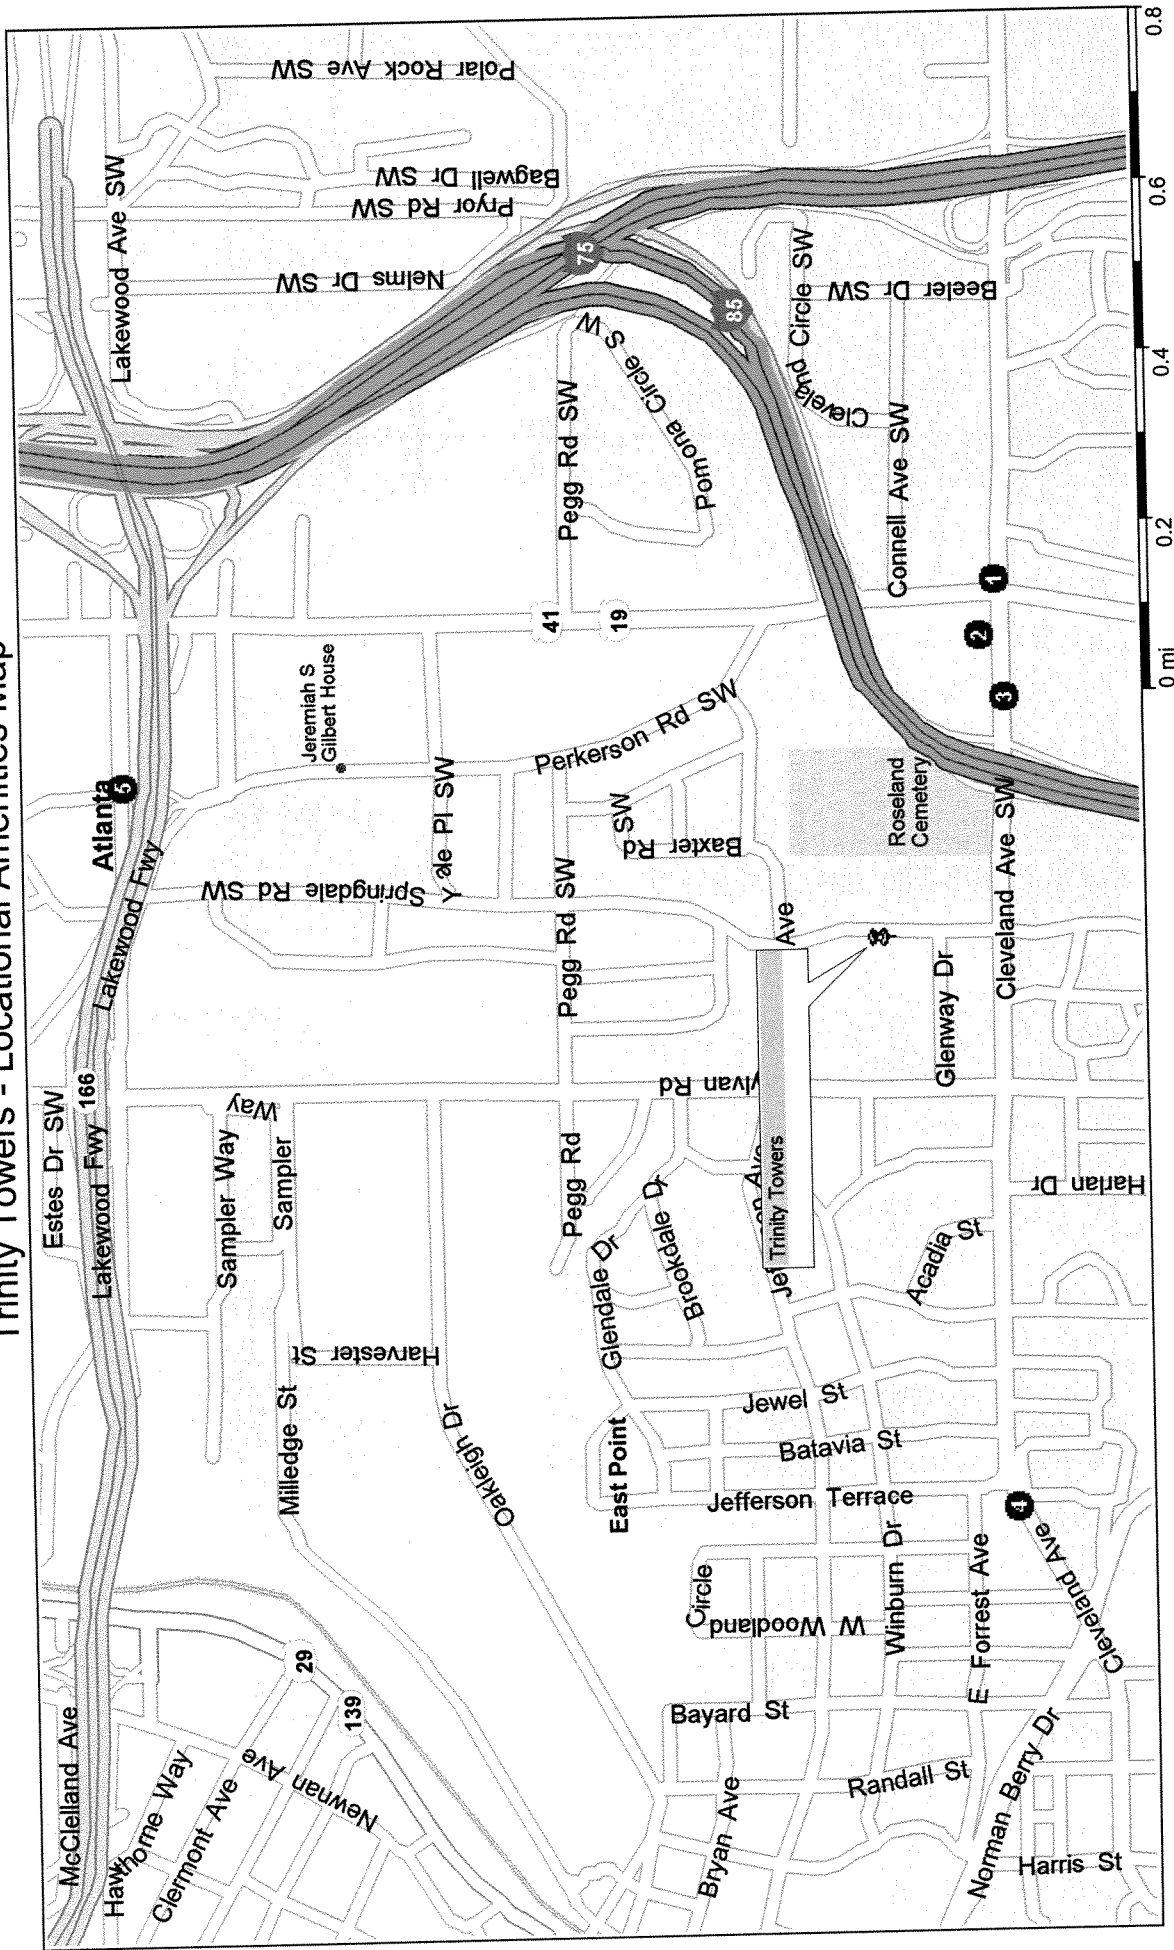 Trinity Towers - Locational Amenities Map
McClelland Ave
Hawthorne Way
Clermont Ave
Newnan Ave
29
139
Estes Dr SW
166
Lakewood Fwy
Lakewood Fwy
Atlanta
5
Lakewood Ave SW
Polar Rock Ave SW
Bagwell Dr SW
Pryor Rd SW
Nelms Dr SW
Sampler Way
Sampler
Way
Milledge St
Harvester St
Oakleigh Dr
Springdale Rd SW
Yale Pl SW
Jeremiah S
Gilbert House
Pegg Rd
Pegg Rd SW
Pegg Rd SW
41
19
75
85
Pomona Circle SW
Perkerson Rd SW
Baxter Rd
SW
East Point
Glendale Dr
Brookdale Dr
lvan Rd
Ave
Jef
on Ave
Trinity Towers
Jewel St
Batavia St
Jefferson Terrace
Circle
W Woodland
Winburn Dr
E Forrest Ave
Bayard St
Bryan Ave
Randall St
Norman Berry Dr
Harris St
Cleveland Ave
4
Acadia St
Harlan Dr
Glenway Dr
Cleveland Ave SW
Roseland
Cemetery
Connell Ave SW
Cleveland Circle SW
Beeler Dr SW
3
2
1
0 mi
0.2
0.4
0.6
0.8